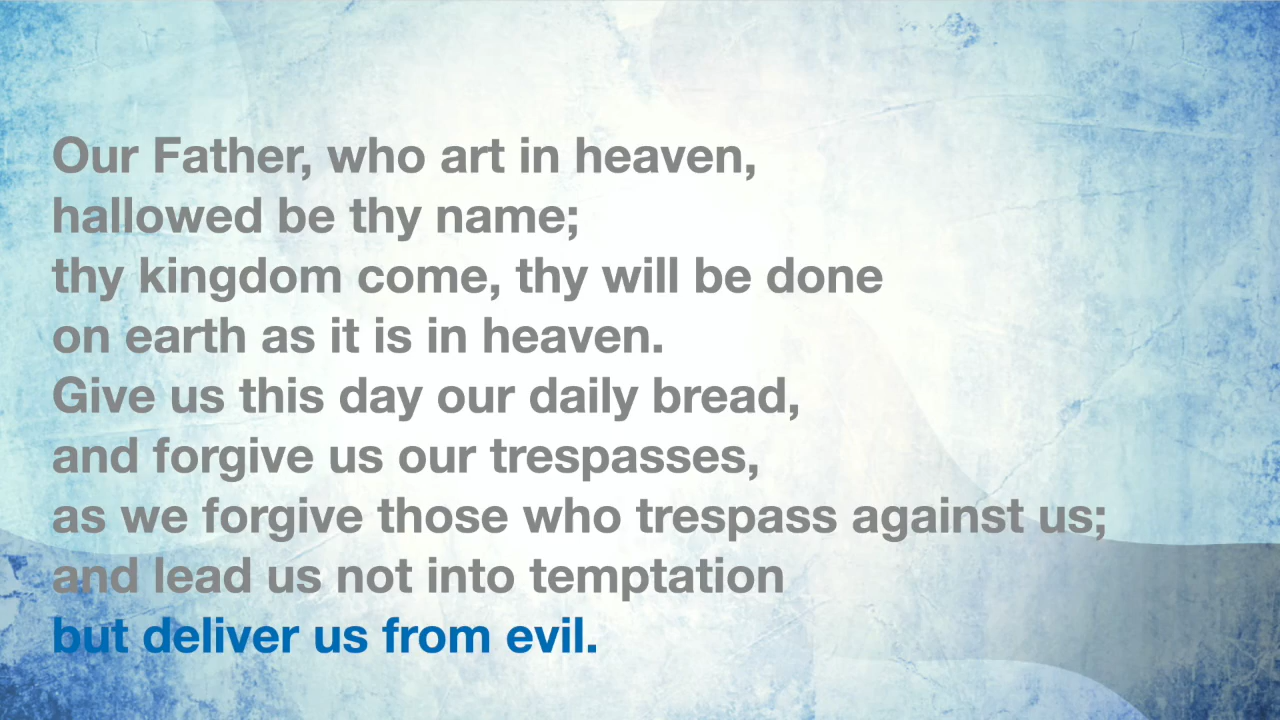 Our Father, who art in heaven,
hallowed be thy name;
thy kingdom come, thy will be done
on earth as it is in heaven.
Give us this day our daily bread,
and forgive us our trespasses,
as we forgive those who trespass against us;
and lead us not into temptation
but deliver us from evil.